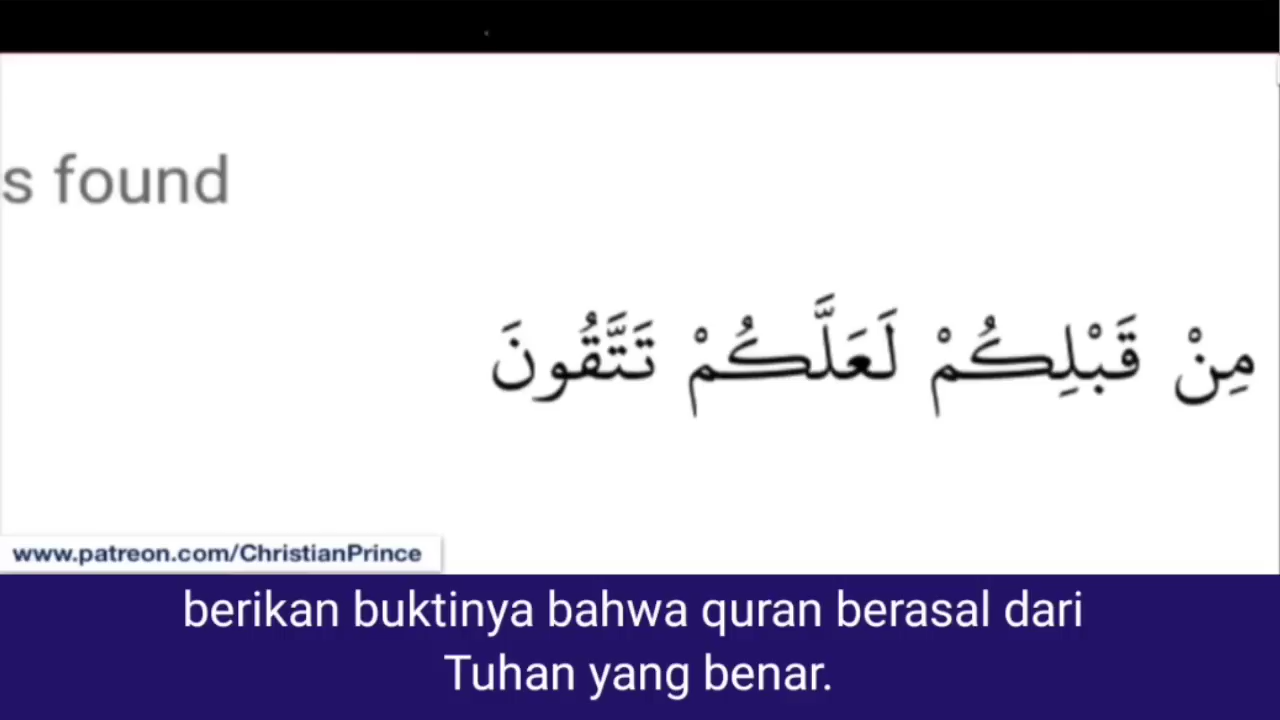 s found
مِنْ قَبْلِكُمْ لَعَلَّكُمْ تَتَّقُونَ
www.patreon.com/ChristianPrince
berikan buktinya bahwa quran berasal dari
Tuhan yang benar.